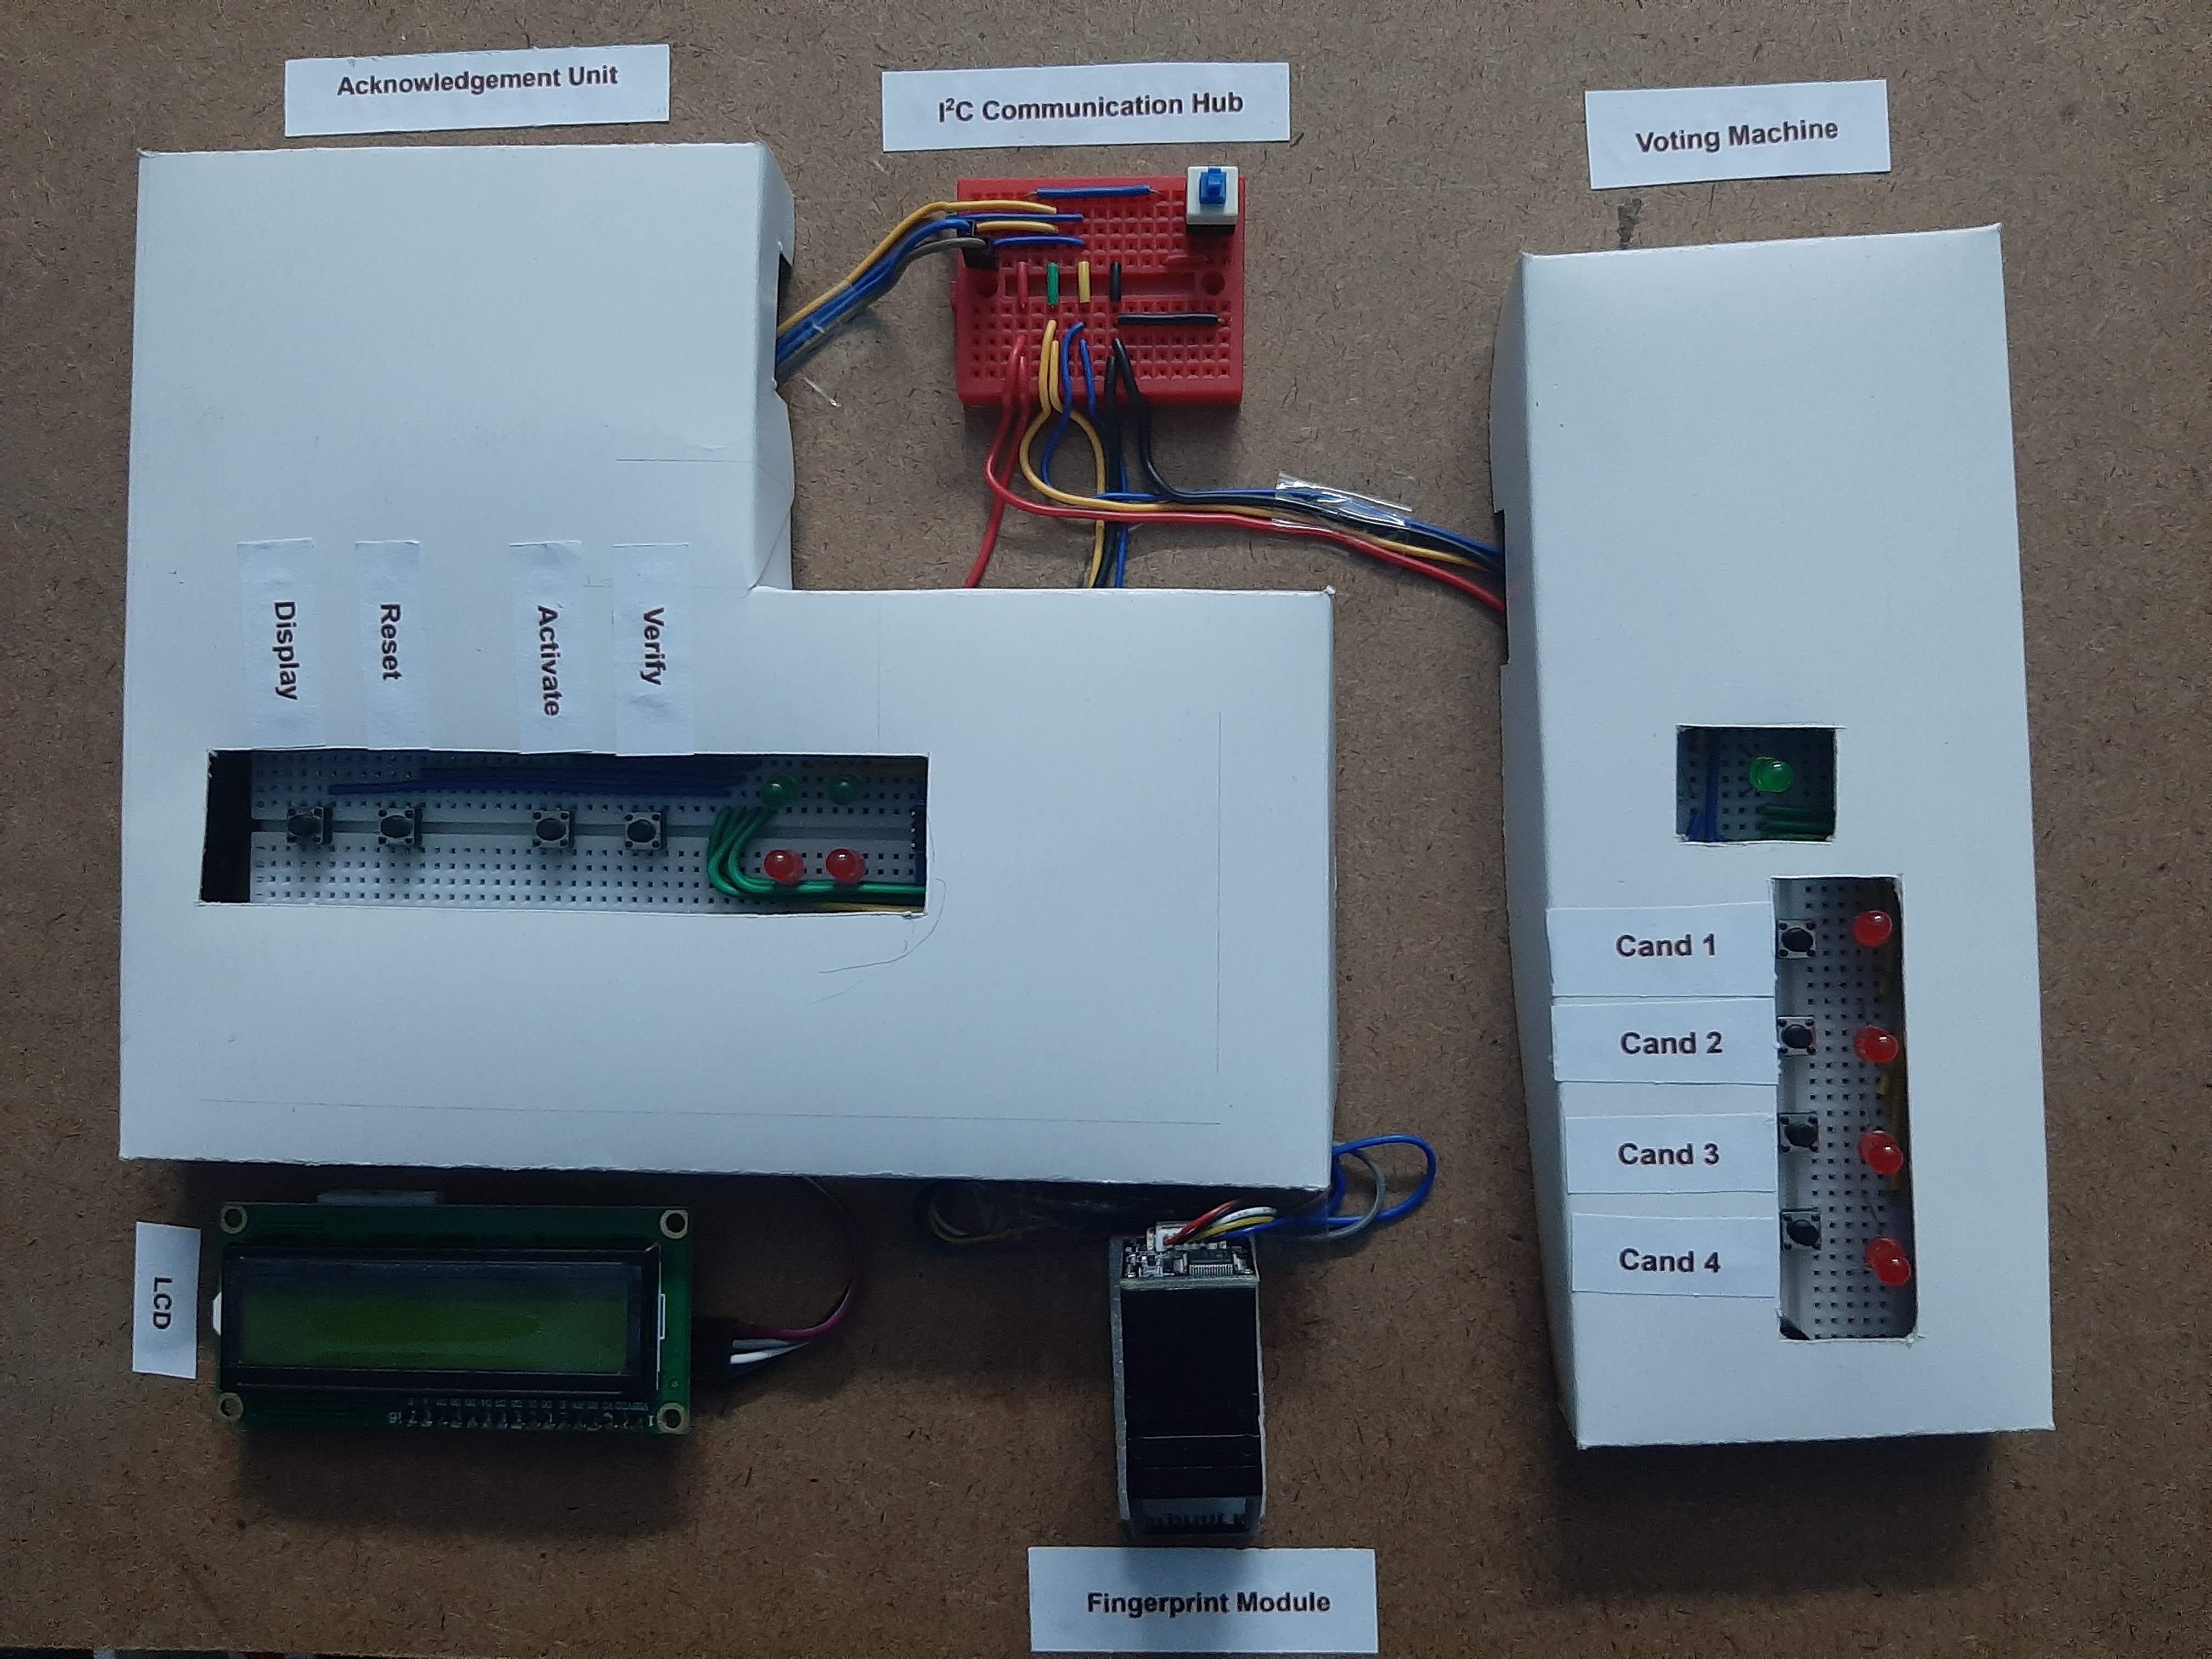 LCD
Display
Reset
Activate
Verify
Acknowledgement Unit
I²C Communication Hub
Fingerprint Module
Cand 1
Cand 2
Cand 3
Cand 4
Voting Machine